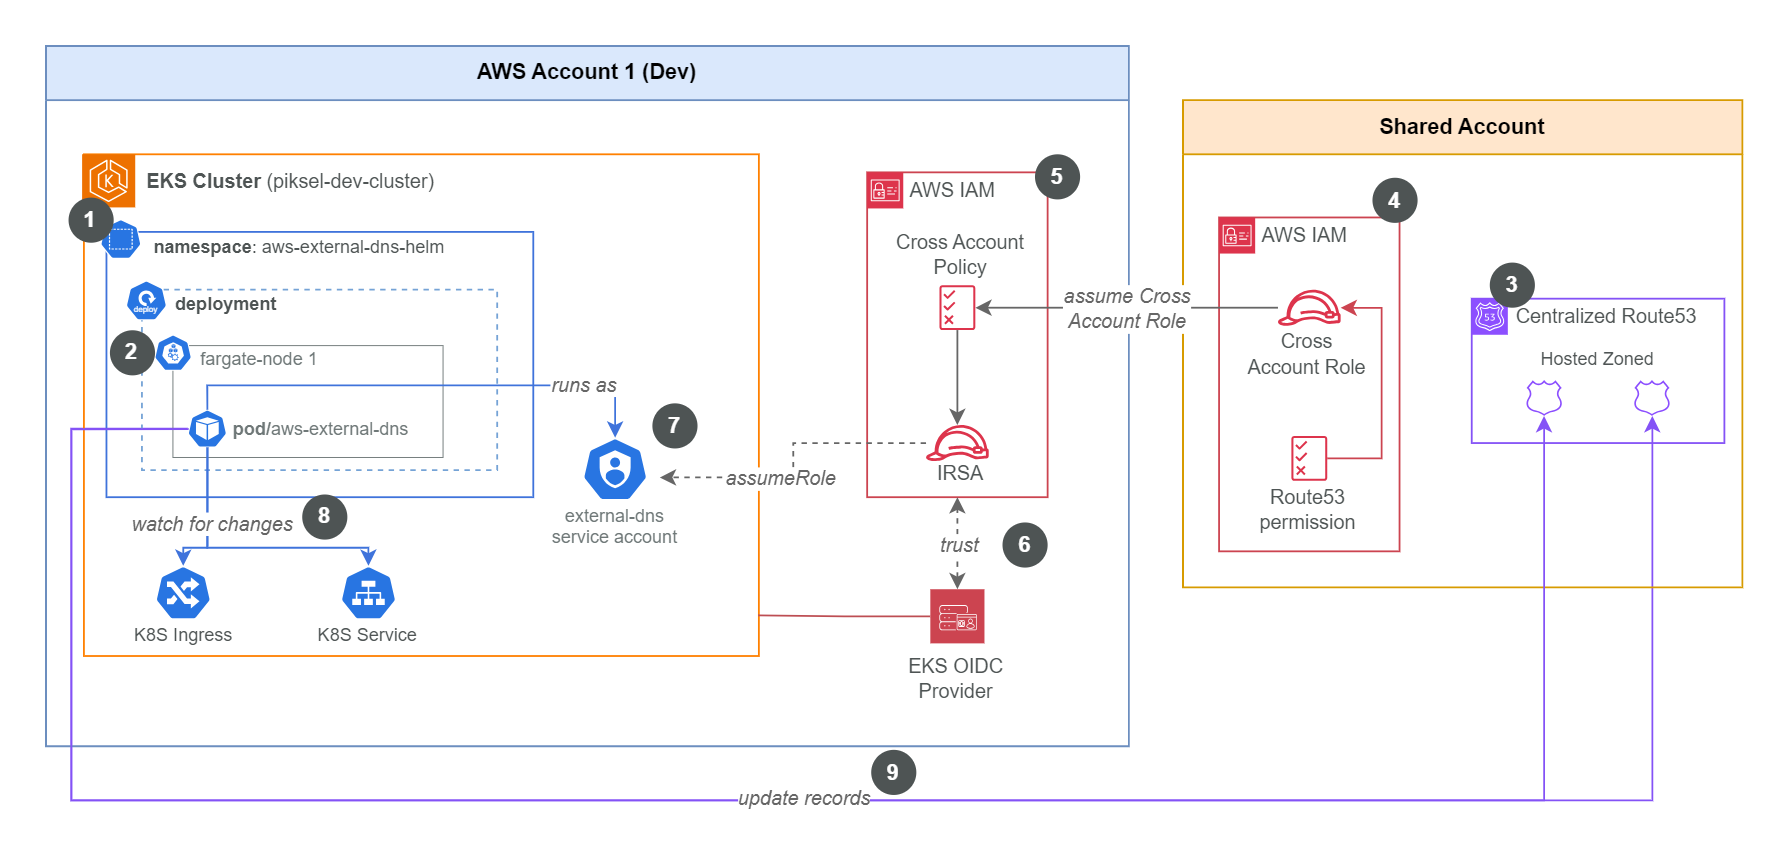 AWS Account 1 (Dev)
Shared Account
EKS Cluster (piksel-dev-cluster)
1
namespace: aws-external-dns-helm
deploy
deployment
2
fargate-node 1
pod/aws-external-dns
runs as
7
external-dns
service account
watch for changes
8
K8S Ingress
K8S Service
5
AWS IAM
Cross Account
Policy
IRSA
assumeRole
trust
6
EKS OIDC
Provider
assume Cross
Account Role
4
AWS IAM
Cross
Account Role
Route53
permission
3
53
Centralized Route53
Hosted Zoned
9
update records